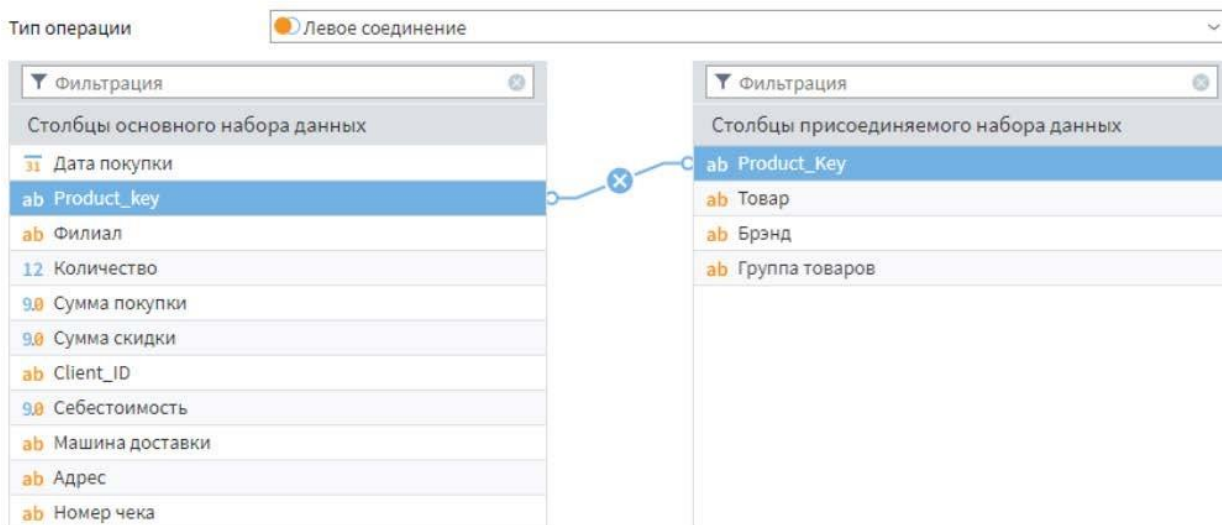 Тип операции
Левое соединение
Фильтрация
Столбцы основного набора данных
31 Дата покупки
ab Product_key
ab Филиал
12 Количество
9.0 Сумма покупки
9.0 Сумма скидки
ab Client_ID
9.0 Себестоимость
ab Машина доставки
ab Адрес
ab Номер чека
Фильтрация
Столбцы присоединяемого набора данных
ab Product_Key
ab Товар
ab Брэнд
ab Группа товаров